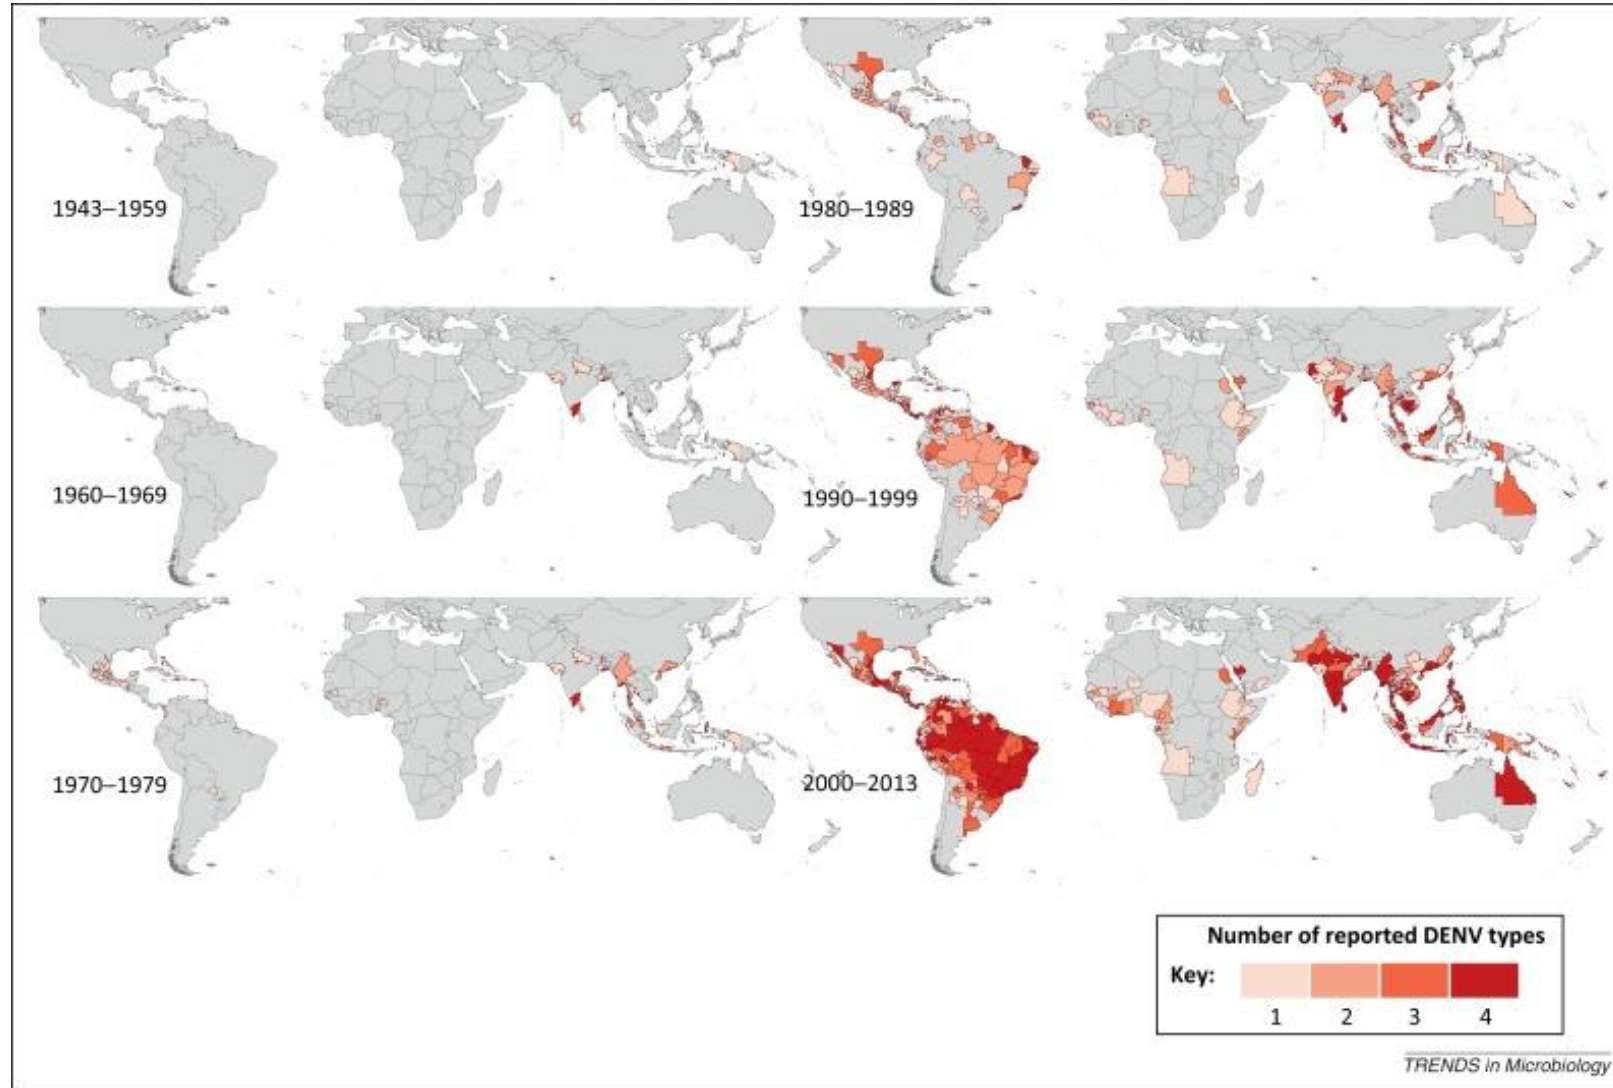 1943–1959
1980–1989
1960–1969
1990–1999
1970–1979
2000–2013
Number of reported DENV types
Key:
1 2 3 4
TRENDS in Microbiology